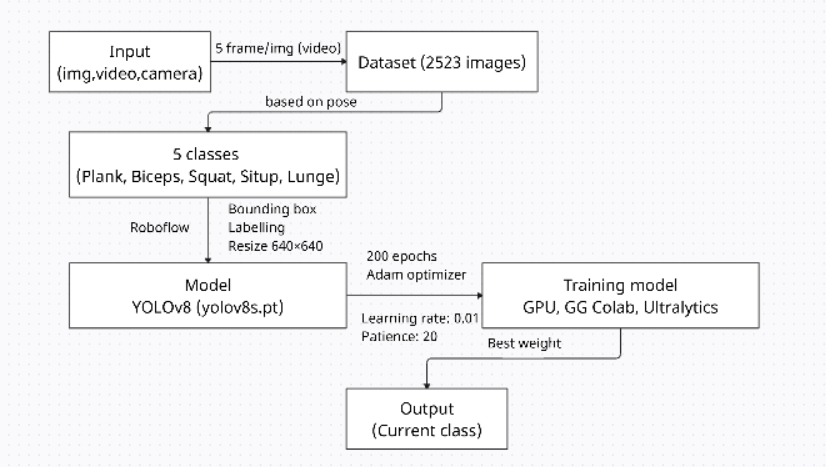 Input
(img,video,camera)
5 frame/img (video)
Dataset (2523 images)
based on pose
5 classes
(Plank, Biceps, Squat, Situp, Lunge)
Roboflow
Bounding box
Labelling
Resize 640×640
Model
YOLOv8 (yolov8s.pt)
200 epochs
Adam optimizer
Learning rate: 0.01
Patience: 20
Training model
GPU, GG Colab, Ultralytics
Best weight
Output
(Current class)